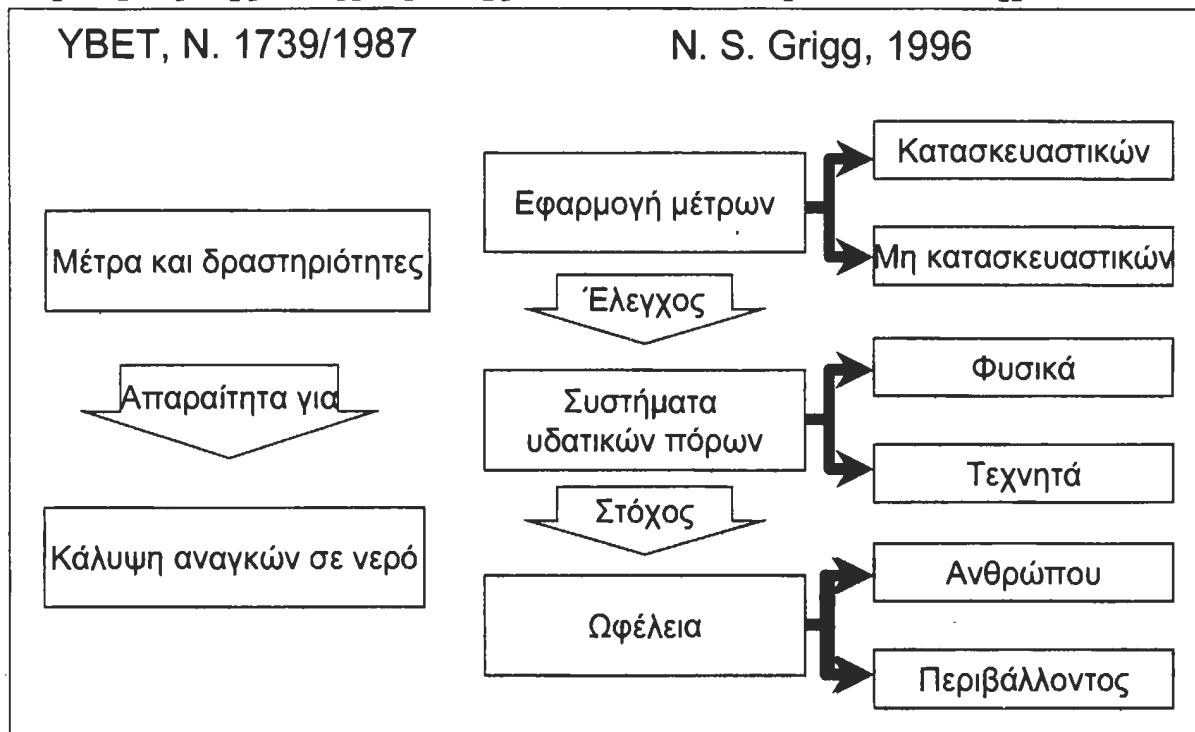 ΥΒΕΤ, Ν. 1739/1987
Μέτρα και δραστηριότητες
Απαραίτητα για
Κάλυψη αναγκών σε νερό
N. S. Grigg, 1996
Εφαρμογή μέτρων
Κατασκευαστικών
Μη κατασκευαστικών
Έλεγχος
Συστήματα
υδατικών πόρων
Φυσικά
Τεχνητά
Στόχος
Ωφέλεια
Ανθρώπου
Περιβάλλοντος